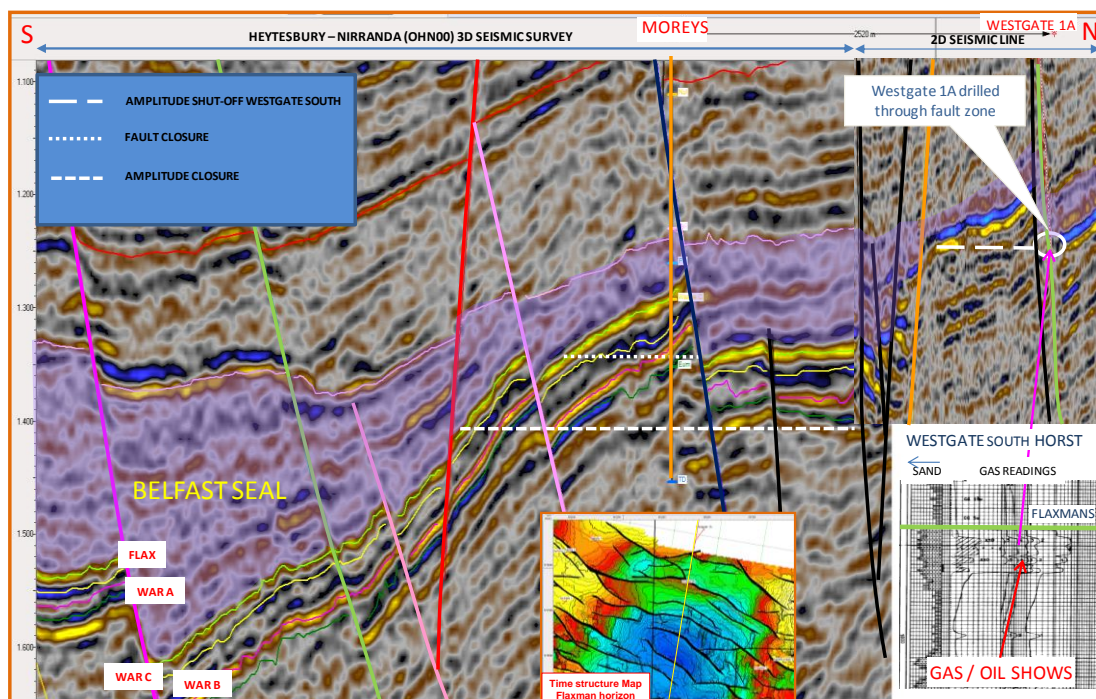 S
HEYTESBURY – NIRRANDA (OHN00) 3D SEISMIC SURVEY
MOREYS
2520 m
WESTGATE 1A
N
2D SEISMIC LINE
AMPLITUDE SHUT-OFF WESTGATE SOUTH
FAULT CLOSURE
AMPLITUDE CLOSURE
Westgate 1A drilled
through fault zone
1.100
1.200
1.300
1.400
1.500
1.600
BELFAST SEAL
FLAX
WAR A
WAR C
WAR B
TD
WESTGATE SOUTH HORST
SAND
GAS READINGS
FLAXMANS
GAS / OIL SHOWS
Time structure Map
Flaxman horizon